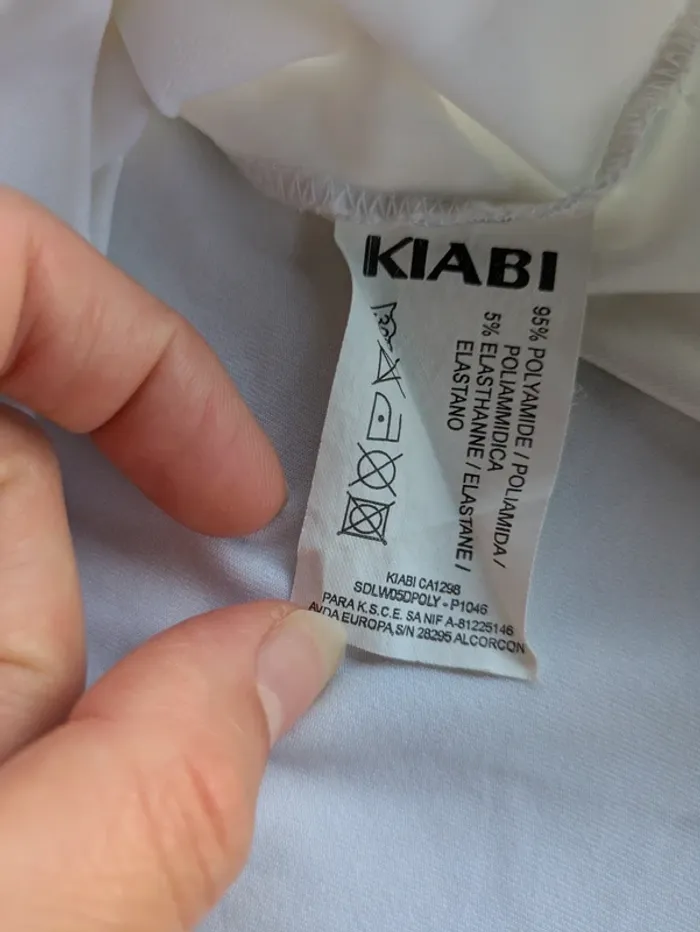 KIABI
95% POLYAMIDE / POLIAMIDA /
POLIAMMIDICA
5% ELASTHANNE / ELASTANE /
ELASTANO
30
KIABI CA1298
SDLW05DPOLY - P1046
PARA K.S.C.E. SA NIF A-81225146
AVDA EUROPA,S/N 28295 ALCORCON